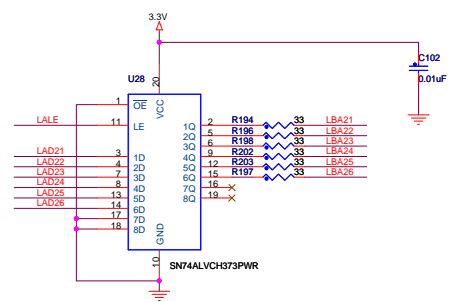 3.3V
C102
0.01uF
U28
20
VCC
1 OE
LALE 11 LE
1Q 2 R194 33 LBA21
2Q 5 R196 33 LBA22
3Q 6 R198 33 LBA23
LAD21 3 1D 4Q 9 R202 33 LBA24
LAD22 4 2D 5Q 12 R203 33 LBA25
LAD23 7 3D 6Q 15 R197 33 LBA26
LAD24 8 4D 7Q 16
LAD25 13 5D 8Q 19
LAD26 14 6D
17 7D
18 8D
GND
10
SN74ALVCH373PWR